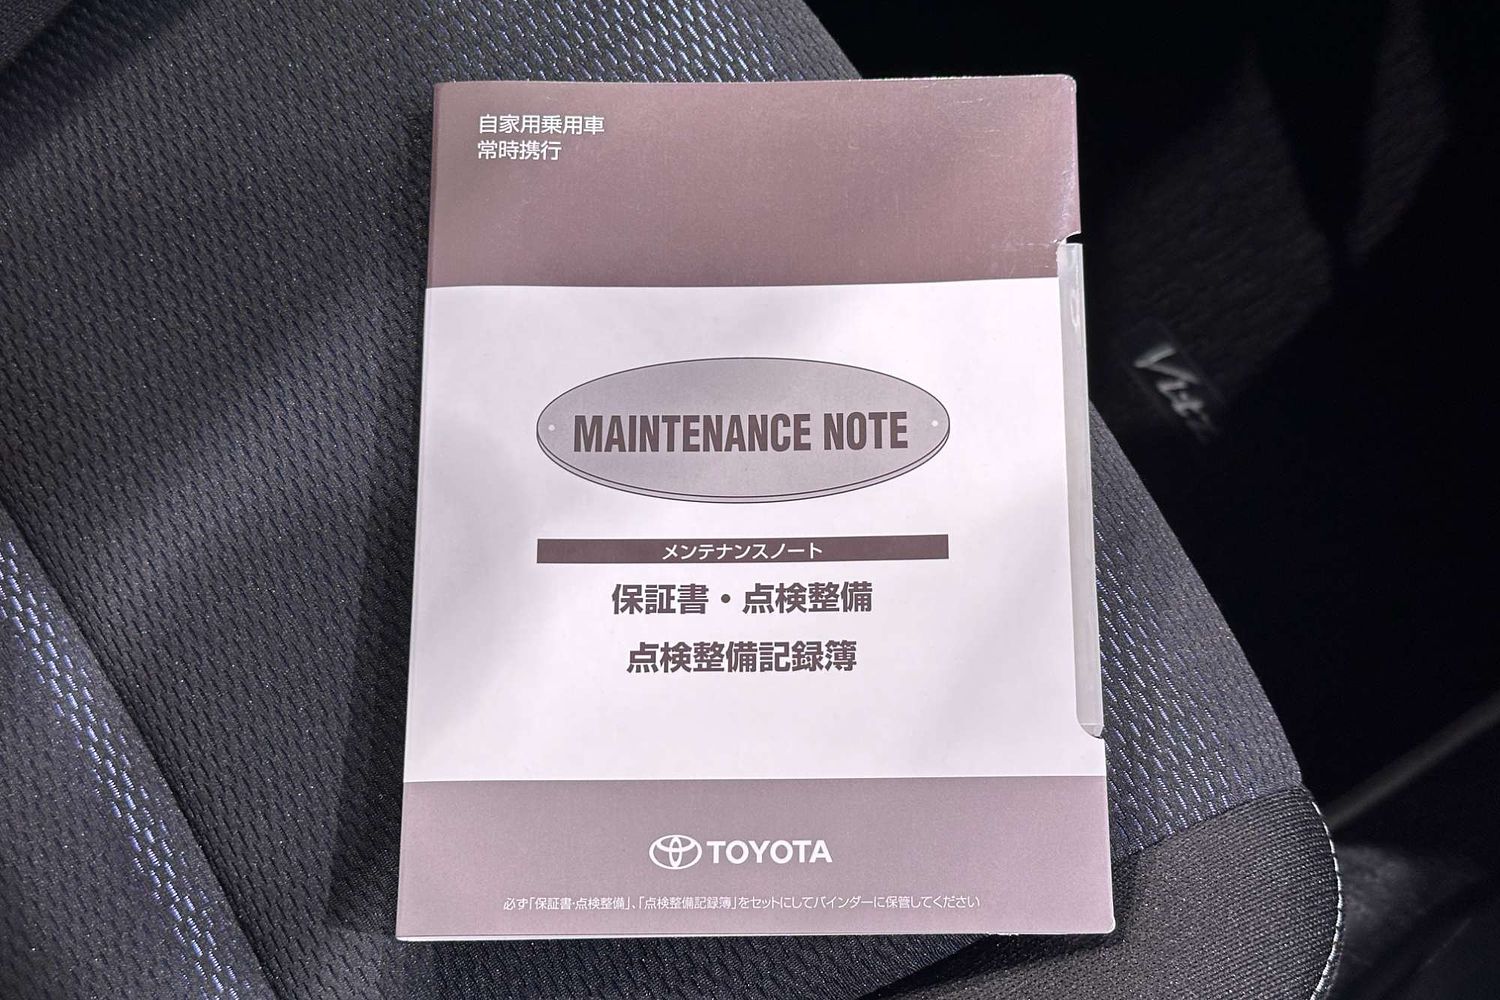 自家用乗用車
常時携行
MAINTENANCE NOTE
メンテナンスノート
保証書・点検整備
点検整備記録簿
TOYOTA
必ず「保証書・点検整備」、「点検整備記録簿」をセットにしてバインダーに保管してください
Vitz